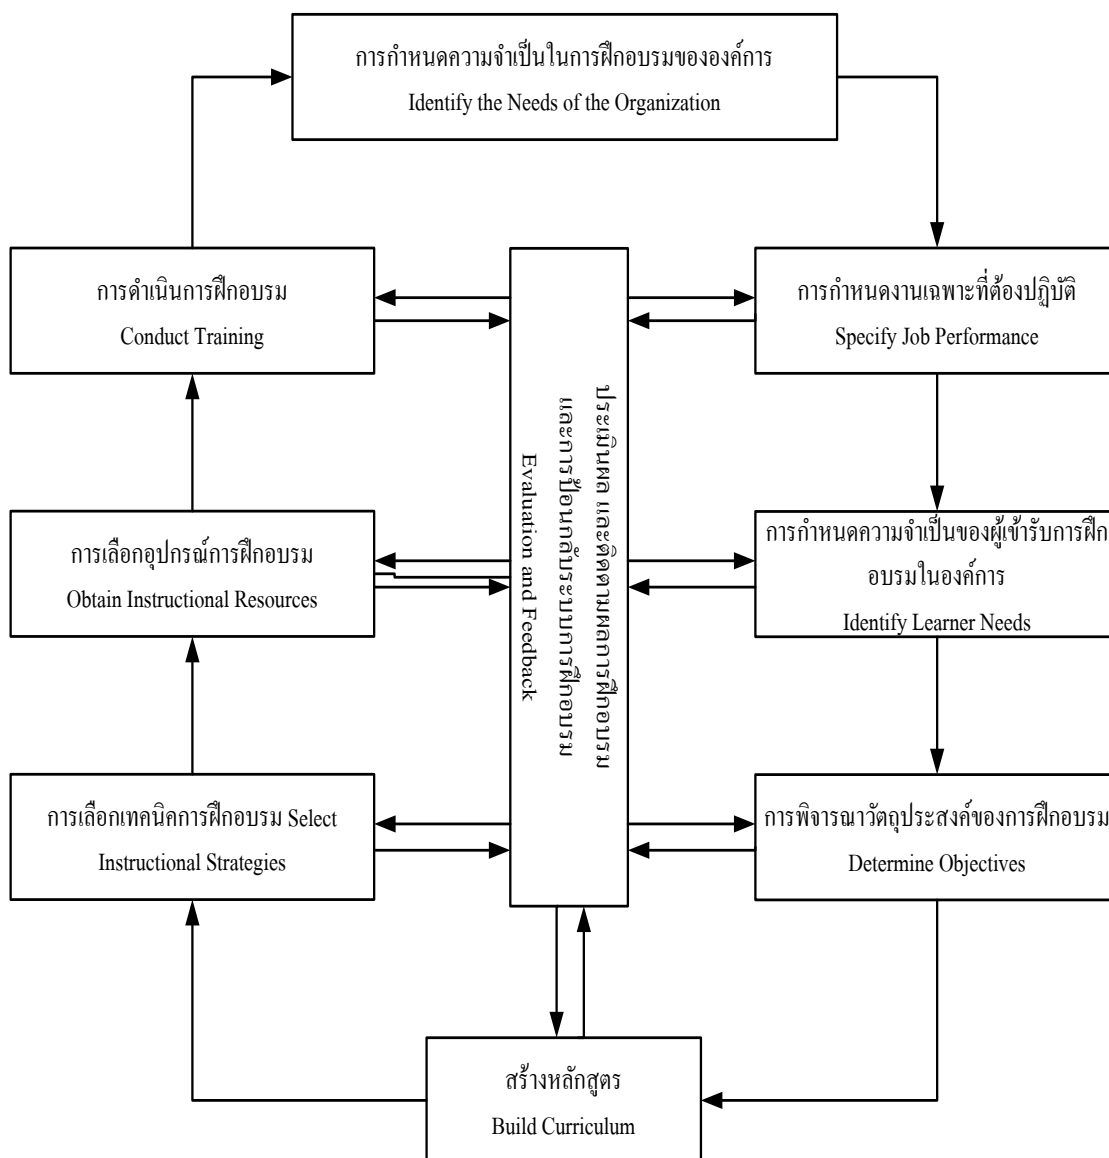 การกำหนดความจำเป็นในการฝึกอบรมขององค์การ
Identify the Needs of the Organization
การดำเนินการฝึกอบรม
Conduct Training
การกำหนดงานเฉพาะที่ต้องปฏิบัติ
Specify Job Performance
ประเมินผล และติดตามผลการฝึกอบรม
และการป้อนกลับระบบการฝึกอบรม
Evaluation and Feedback
การเลือกอุปกรณ์การฝึกอบรม
Obtain Instructional Resources
การกำหนดความจำเป็นของผู้เข้ารับการฝึก
อบรมในองค์การ
Identify Learner Needs
การเลือกเทคนิคการฝึกอบรม Select
Instructional Strategies
การพิจารณาวัตถุประสงค์ของการฝึกอบรม
Determine Objectives
สร้างหลักสูตร
Build Curriculum